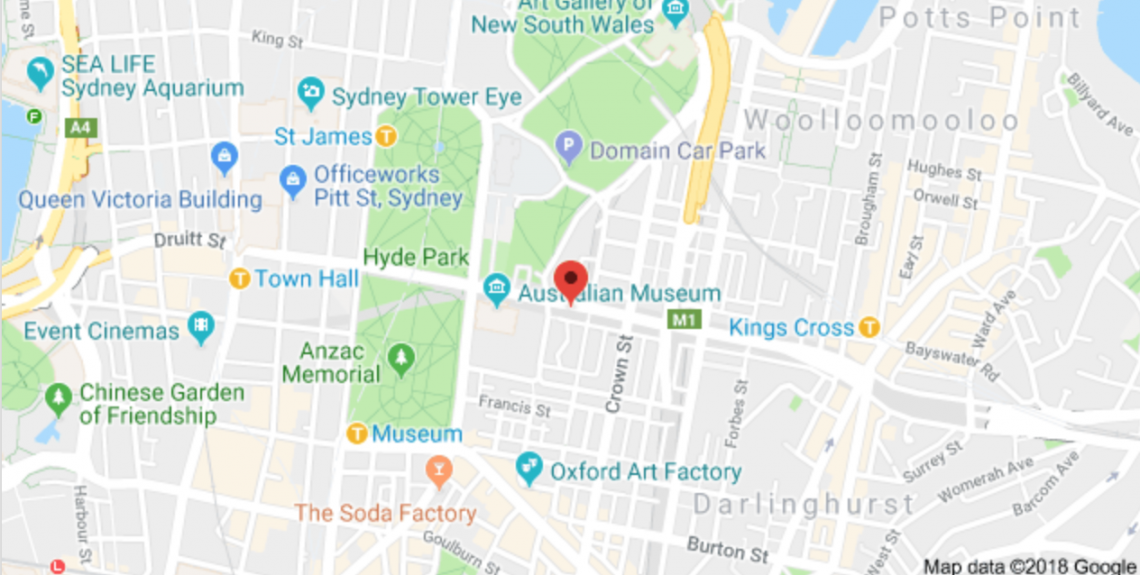 Art Gallery of
New South Wales
Potts Point
King St
SEA LIFE
Sydney Aquarium
Billyard Ave
Sydney Tower Eye
Woolloomooloo
F
A4
St James
T
P
Domain Car Park
Queen Victoria Building
Officeworks
Pitt St, Sydney
Hughes St
Orwell St
Brougham St
Druitt St
Hyde Park
Earl St
T
Town Hall
Australian Museum
M1
Kings Cross
T
Ward Ave
Event Cinemas
Anzac
Memorial
Crown St
Bayswater Rd
Chinese Garden
of Friendship
Francis St
Forbes St
T
Museum
Oxford Art Factory
Surrey St
Womerah Ave
Barcom Ave
The Soda Factory
Darlinghurst
Harbour St
Goulburn St
Burton St
West St
L
Map data ©2018 Google